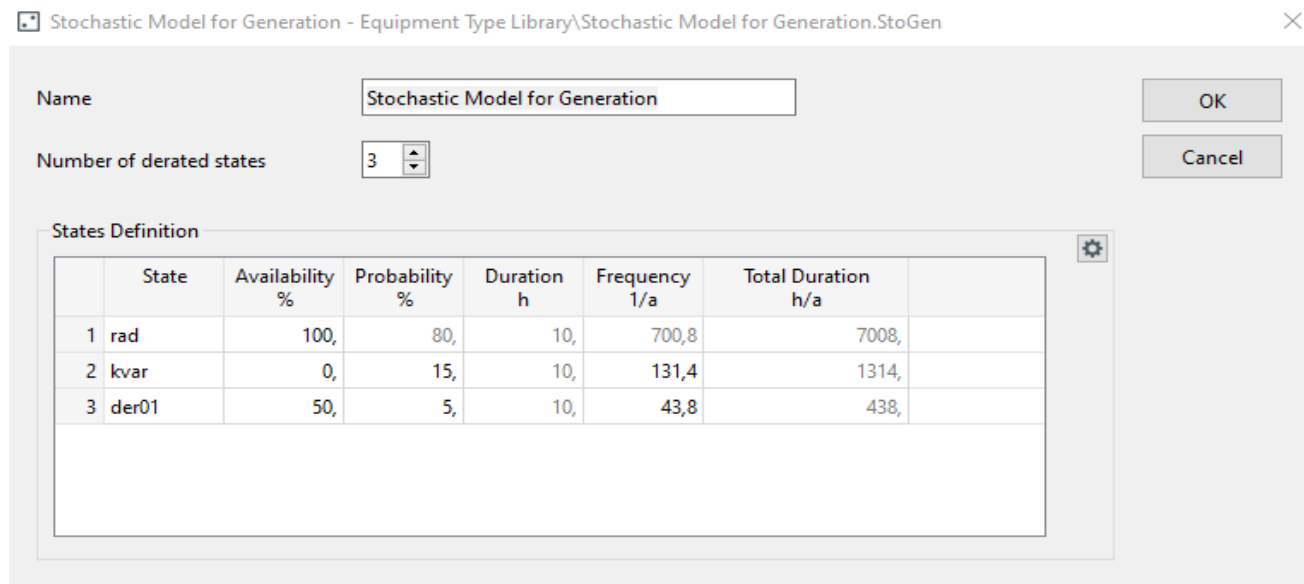 Stochastic Model for Generation - Equipment Type Library\Stochastic Model for Generation.StoGen
Name Stochastic Model for Generation OK
Number of derated states 3 Cancel
States Definition
State Availability % Probability % Duration h Frequency 1/a Total Duration h/a
1 rad 100, 80, 10, 700,8 7008,
2 kvar 0, 15, 10, 131,4 1314,
3 der01 50, 5, 10, 43,8 438,